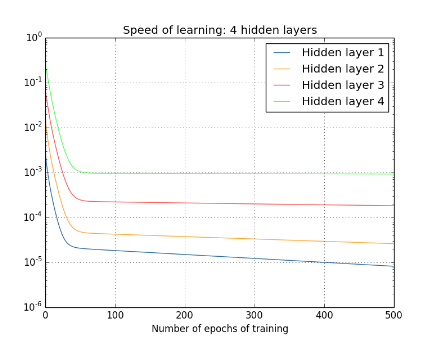 Speed of learning: 4 hidden layers
10^0
10^-1
10^-2
10^-3
10^-4
10^-5
10^-6
Hidden layer 1
Hidden layer 2
Hidden layer 3
Hidden layer 4
0 100 200 300 400 500
Number of epochs of training